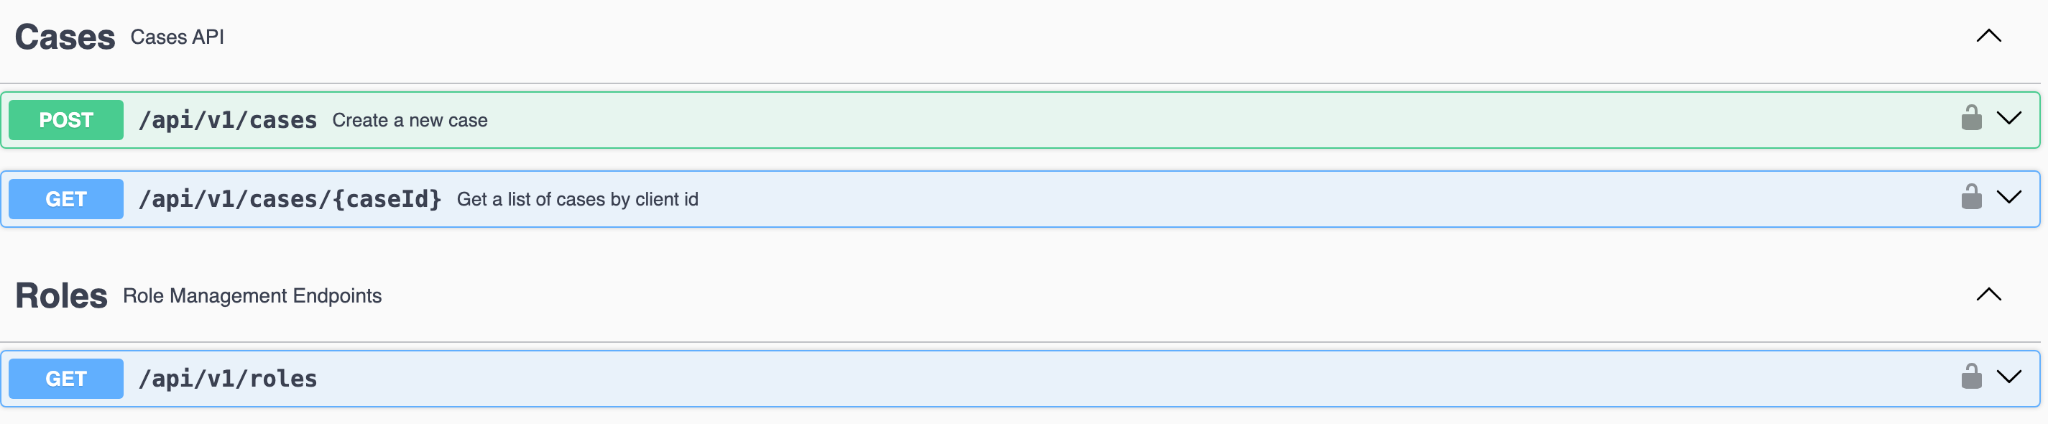 Cases Cases API
POST /api/v1/cases Create a new case
GET /api/v1/cases/{caseId} Get a list of cases by client id
Roles Role Management Endpoints
GET /api/v1/roles